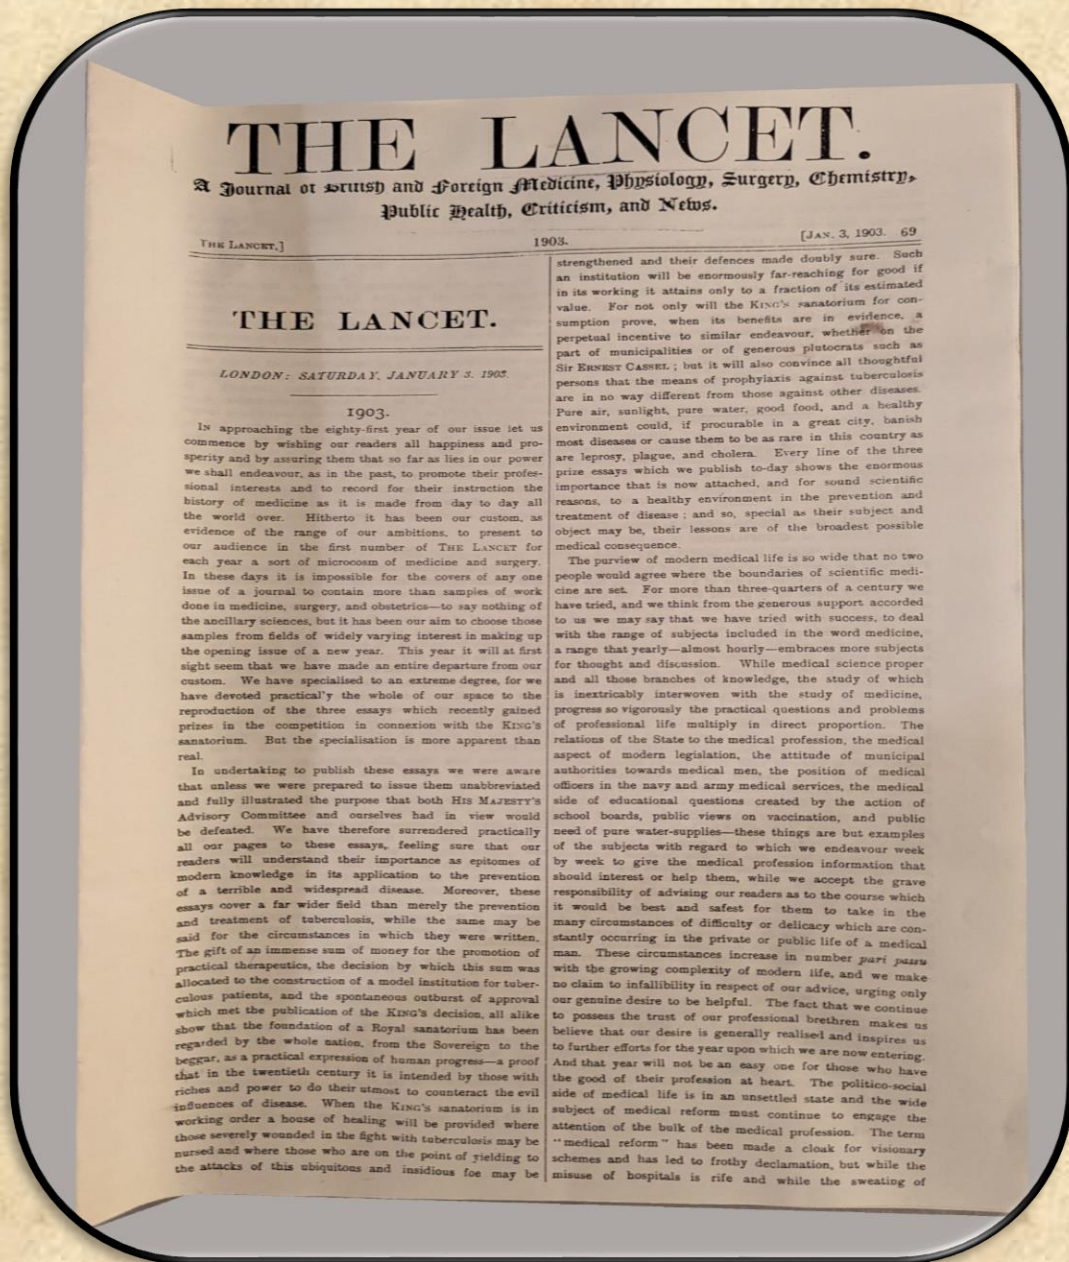 THE LANCET.
A Journal of British and Foreign Medicine, Physiology, Surgery, Chemistry,
Public Health, Criticism, and News.
THE LANCET,] 1903. [JAN. 3, 1903. 69
THE LANCET.
LONDON: SATURDAY, JANUARY 3, 1903.
1903.
IN approaching the eighty-first year of our issue let us
commence by wishing our readers all happiness and pro-
sperity and by assuring them that so far as lies in our power
we shall endeavour, as in the past, to promote their profes-
sional interests and to record for their instruction the
history of medicine as it is made from day to day all
the world over. Hitherto it has been our custom, as
evidence of the range of our ambitions, to present to
our audience in the first number of THE LANCET for
each year a sort of microcosm of medicine and surgery.
In these days it is impossible for the covers of any one
issue of a journal to contain more than samples of work
done in medicine, surgery, and obstetrics—to say nothing of
the ancillary sciences, but it has been our aim to choose those
samples from fields of widely varying interest in making up
the opening issue of a new year. This year it will at first
sight seem that we have made an entire departure from our
custom. We have specialised to an extreme degree, for we
have devoted practical'y the whole of our space to the
reproduction of the three essays which recently gained
prizes in the competition in connexion with the KING'S
sanatorium. But the specialisation is more apparent than
real.
In undertaking to publish these essays we were aware
that unless we were prepared to issue them unabbreviated
and fully illustrated the purpose that both HIS MAJESTY'S
Advisory Committee and ourselves had in view would
be defeated. We have therefore surrendered practically
all our pages to these essays, feeling sure that our
readers will understand their importance as epitomes of
modern knowledge in its application to the prevention
of a terrible and widespread disease. Moreover, these
essays cover a far wider field than merely the prevention
and treatment of tuberculosis, while the same may be
said for the circumstances in which they were written.
The gift of an immense sum of money for the promotion of
practical therapeutics, the decision by which this sum was
allocated to the construction of a model institution for tuber-
culous patients, and the spontaneous outburst of approval
which met the publication of the KING'S decision, all alike
show that the foundation of a Royal sanatorium has been
regarded by the whole nation, from the Sovereign to the
beggar, as a practical expression of human progress—a proof
that in the twentieth century it is intended by those with
riches and power to do their utmost to counteract the evil
influences of disease. When the KING'S sanatorium is in
working order a house of healing will be provided where
those severely wounded in the fight with tuberculosis may be
nursed and where those who are on the point of yielding to
the attacks of this ubiquitous and insidious foe may be
strengthened and their defences made doubly sure. Such
an institution will be enormously far-reaching for good if
in its working it attains only to a fraction of its estimated
value. For not only will the KING'S sanatorium for con-
sumption prove, when its benefits are in evidence, a
perpetual incentive to similar endeavour, whether on the
part of municipalities or of generous plutocrats such as
Sir ERNEST CASSEL; but it will also convince all thoughtful
persons that the means of prophylaxis against tuberculosis
are in no way different from those against other diseases.
Pure air, sunlight, pure water, good food, and a healthy
environment could, if procurable in a great city, banish
most diseases or cause them to be as rare in this country as
are leprosy, plague, and cholera. Every line of the three
prize essays which we publish to-day shows the enormous
importance that is now attached, and for sound scientific
reasons, to a healthy environment in the prevention and
treatment of disease; and so, special as their subject and
object may be, their lessons are of the broadest possible
medical consequence.
The purview of modern medical life is so wide that no two
people would agree where the boundaries of scientific medi-
cine are set. For more than three-quarters of a century we
have tried, and we think from the generous support accorded
to us we may say that we have tried with success, to deal
with the range of subjects included in the word medicine,
a range that yearly—almost hourly—embraces more subjects
for thought and discussion. While medical science proper
and all those branches of knowledge, the study of which
is inextricably interwoven with the study of medicine,
progress so vigorously the practical questions and problems
of professional life multiply in direct proportion. The
relations of the State to the medical profession, the medical
aspect of modern legislation, the attitude of municipal
authorities towards medical men, the position of medical
officers in the navy and army medical services, the medical
side of educational questions created by the action of
school boards, public views on vaccination, and public
need of pure water-supplies—these things are but examples
of the subjects with regard to which we endeavour week
by week to give the medical profession information that
should interest or help them, while we accept the grave
responsibility of advising our readers as to the course which
it would be best and safest for them to take in the
many circumstances of difficulty or delicacy which are con-
stantly occurring in the private or public life of a medical
man. These circumstances increase in number pari passu
with the growing complexity of modern life, and we make
no claim to infallibility in respect of our advice, urging only
our genuine desire to be helpful. The fact that we continue
to possess the trust of our professional brethren makes us
believe that our desire is generally realised and inspires us
to further efforts for the year upon which we are now entering.
And that year will not be an easy one for those who have
the good of their profession at heart. The politico-social
side of medical life is in an unsettled state and the wide
subject of medical reform must continue to engage the
attention of the bulk of the medical profession. The term
"medical reform" has been made a cloak for visionary
schemes and has led to frothy declamation, but while the
misuse of hospitals is rife and while the sweating of